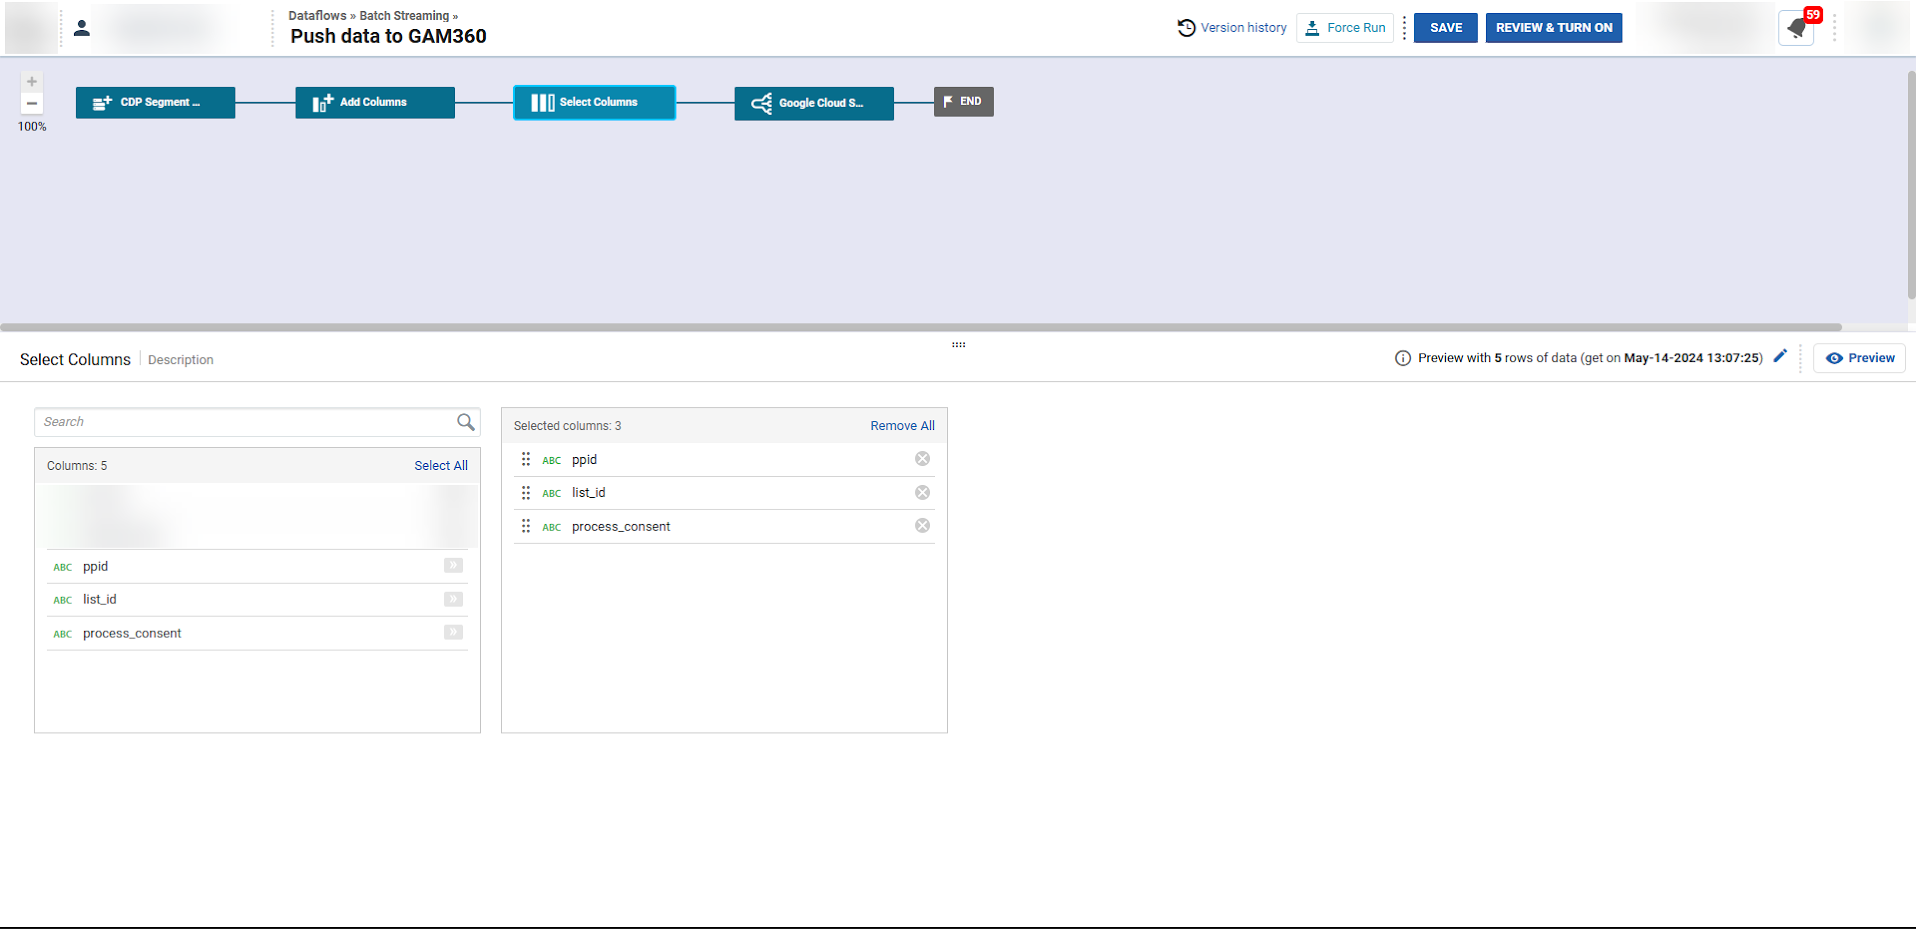 Dataflows » Batch Streaming »
Push data to GAM360
Version history
Force Run
SAVE
REVIEW & TURN ON
59
100%
CDP Segment ...
Add Columns
Select Columns
Google Cloud S...
END
Select Columns
Description
Preview with 5 rows of data (get on May-14-2024 13:07:25)
Preview
Search
Columns: 5
Select All
ABC ppid
ABC list_id
ABC process_consent
Selected columns: 3
Remove All
ABC ppid
ABC list_id
ABC process_consent